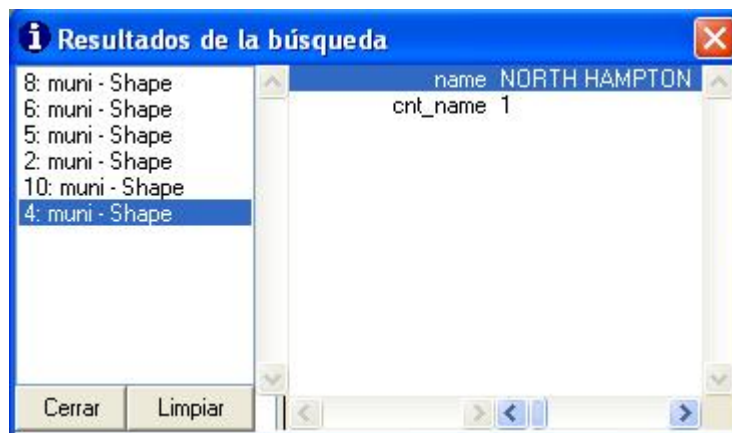 Resultados de la búsqueda
8: muni - Shape
6: muni - Shape
5: muni - Shape
2: muni - Shape
10: muni - Shape
4: muni - Shape
name NORTH HAMPTON
cnt_name 1
Cerrar Limpiar